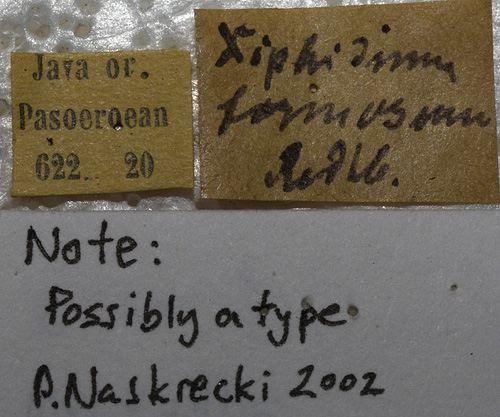 Java or.
Pasoeroean
622. 20
Xiphidium
formosum
Redtb.
Note:
Possibly a type
P. Naskrecki 2002